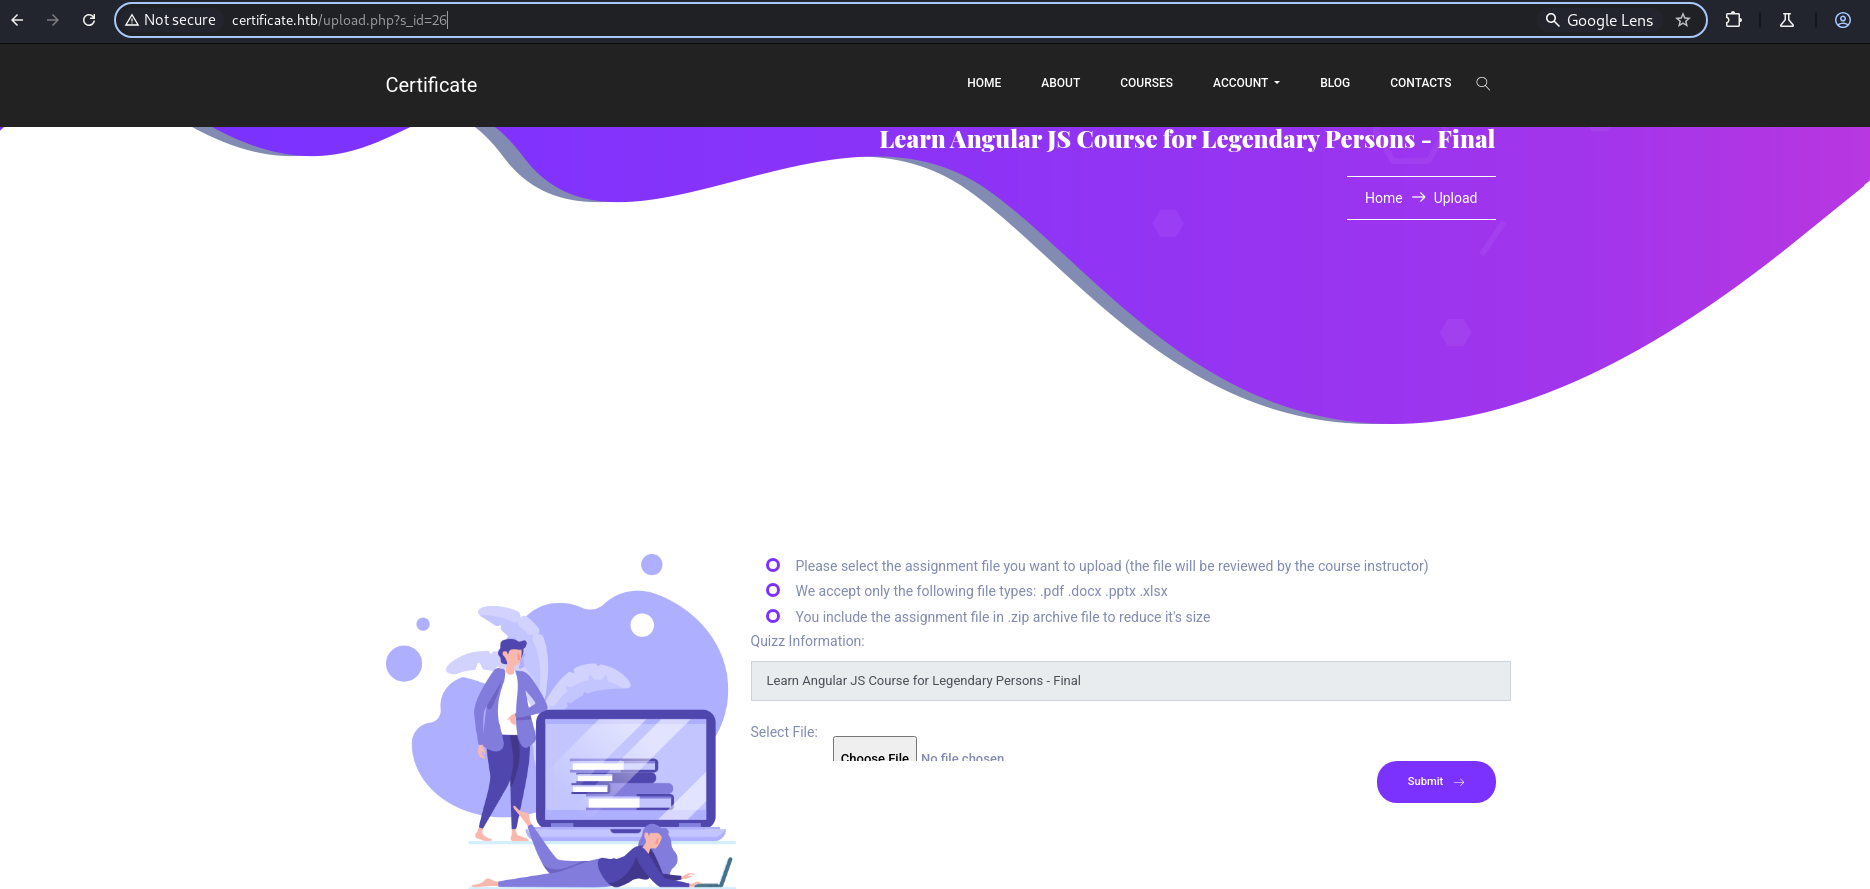 Not secure certificate.htb/upload.php?s_id=26 Google Lens
Certificate HOME ABOUT COURSES ACCOUNT BLOG CONTACTS
Learn Angular JS Course for Legendary Persons - Final
Home → Upload
Please select the assignment file you want to upload (the file will be reviewed by the course instructor)
We accept only the following file types: .pdf .docx .pptx .xlsx
You include the assignment file in .zip archive file to reduce it's size
Quizz Information:
Learn Angular JS Course for Legendary Persons - Final
Select File: Choose File No file chosen
Submit →